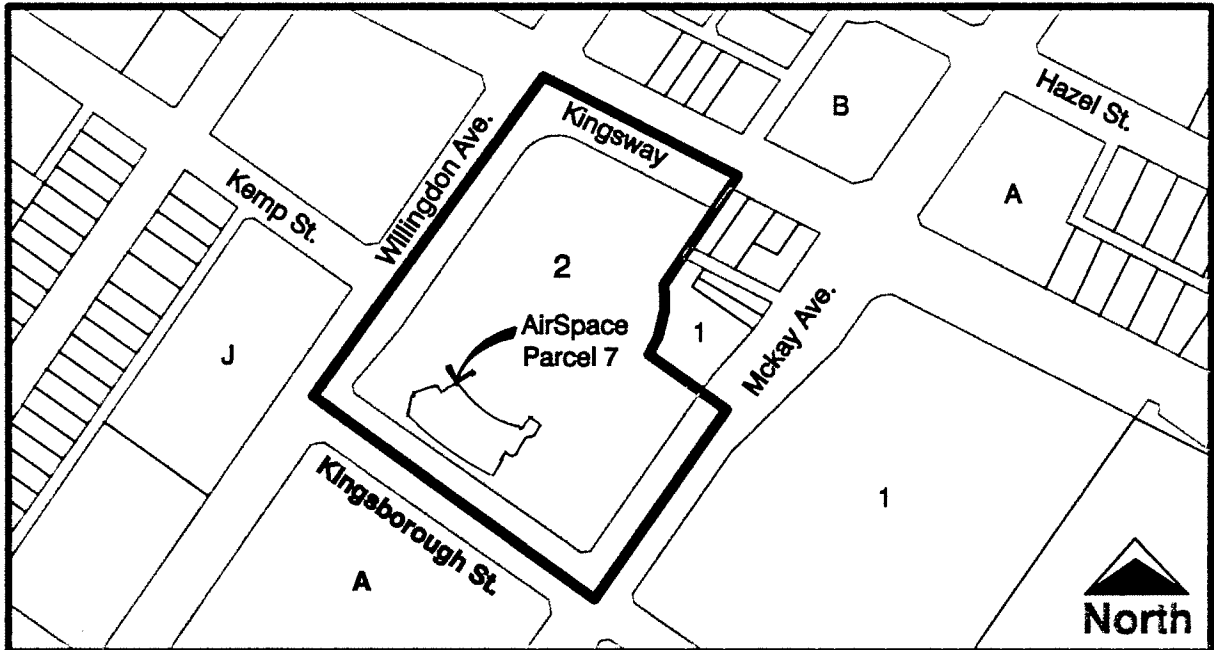 Hazel St.
B
Kingsway
Willingdon Ave.
Kemp St.
A
2
AirSpace
Parcel 7
1
Mckay Ave.
J
1
Kingsborough St.
A
North